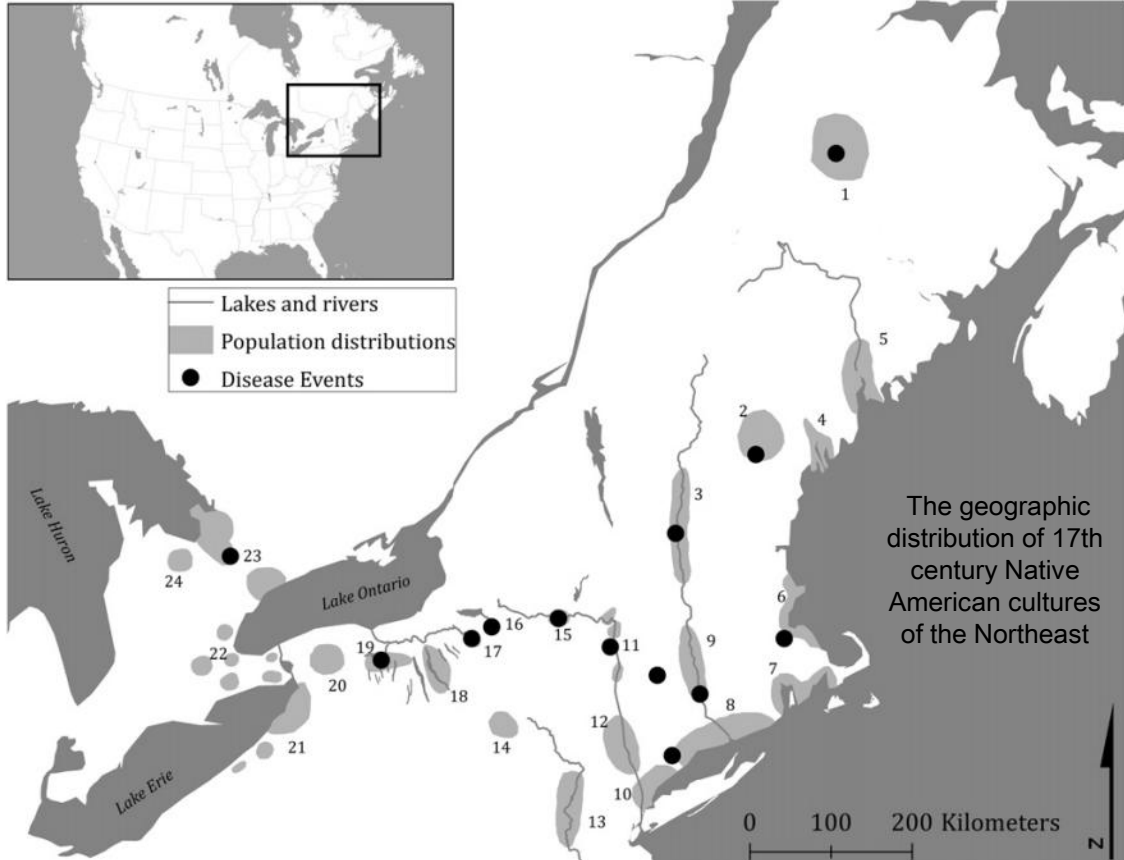 Lakes and rivers
Population distributions
Disease Events
1
2
3
4
5
6
7
8
9
10
11
12
13
14
15
16
17
18
19
20
21
22
23
24
Lake Huron
Lake Ontario
Lake Erie
The geographic
distribution of 17th
century Native
American cultures
of the Northeast
0 100 200 Kilometers
N